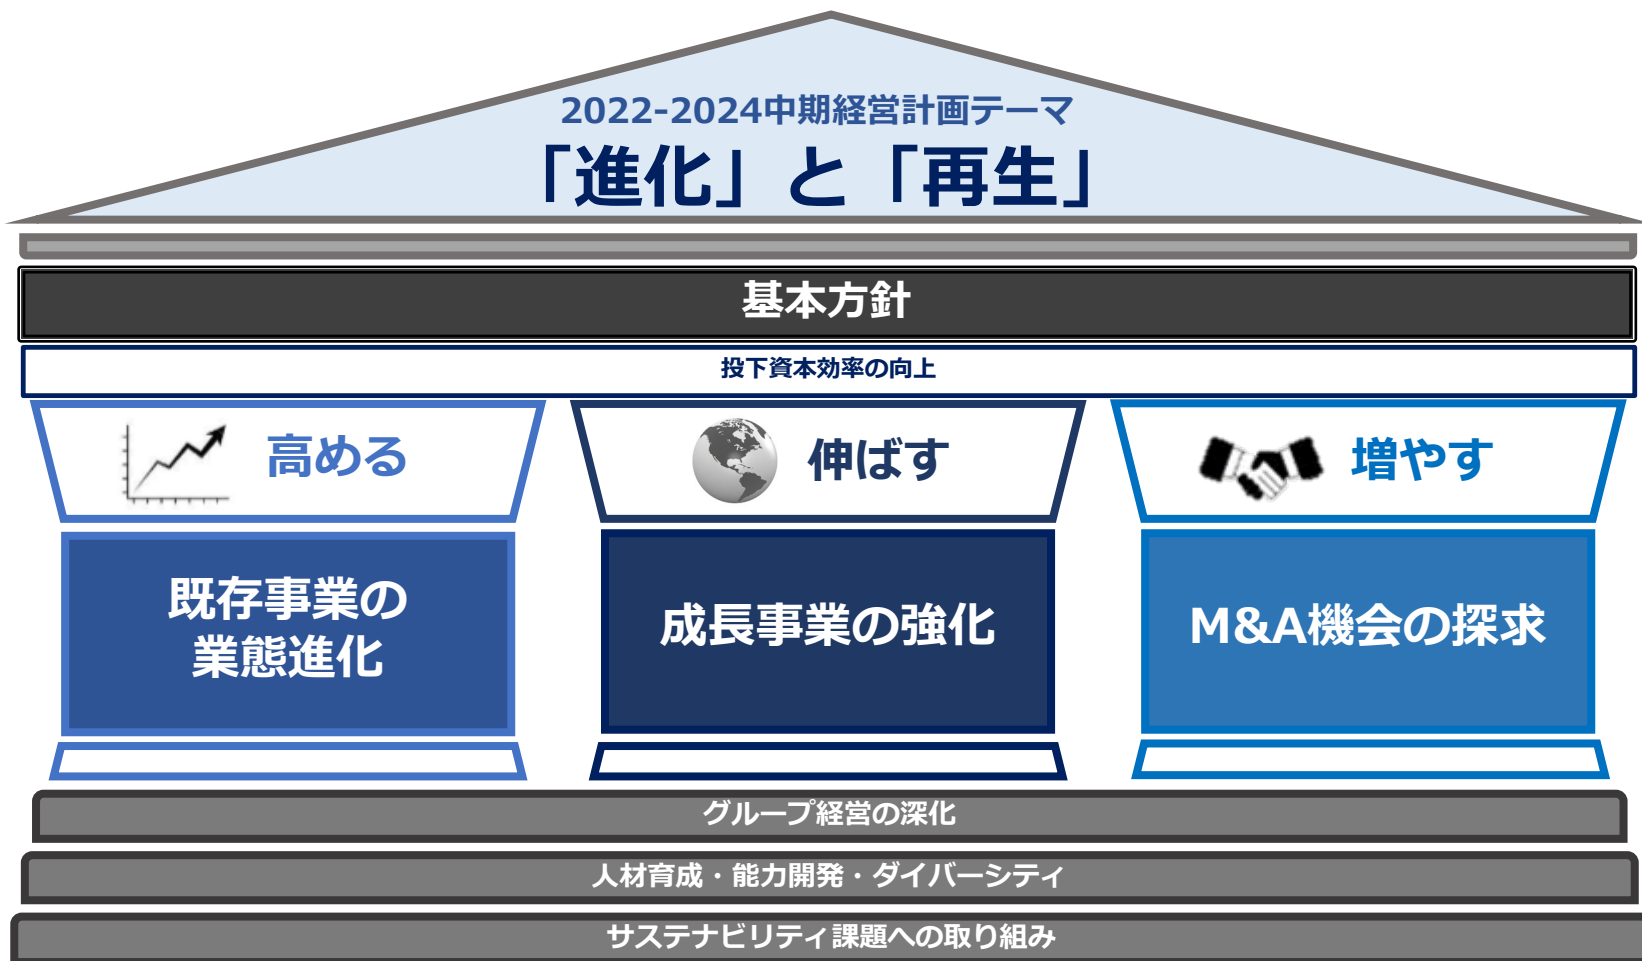 2022-2024中期経営計画テーマ
「進化」と「再生」
基本方針
投下資本効率の向上
高める
伸ばす
増やす
既存事業の
業態進化
成長事業の強化
M&A機会の探求
グループ経営の深化
人材育成・能力開発・ダイバーシティ
サステナビリティ課題への取り組み